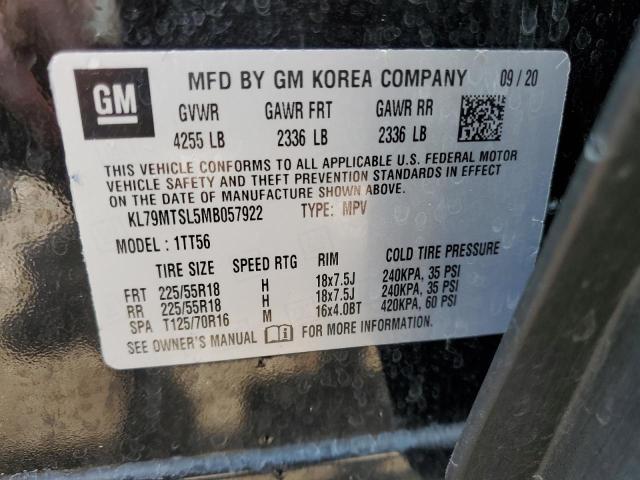 GM
MFD BY GM KOREA COMPANY 09/20
GVWR GAWR FRT GAWR RR
4255 LB 2336 LB 2336 LB
THIS VEHICLE CONFORMS TO ALL APPLICABLE U.S. FEDERAL MOTOR
VEHICLE SAFETY AND THEFT PREVENTION STANDARDS IN EFFECT
ON THE DATE OF MANUFACTURE SHOWN ABOVE.
KL79MTSL5MB057922 TYPE: MPV
MODEL: 1TT56
TIRE SIZE SPEED RTG RIM COLD TIRE PRESSURE
FRT 225/55R18 H 18x7.5J 240KPA, 35 PSI
RR 225/55R18 H 18x7.5J 240KPA, 35 PSI
SPA T125/70R16 M 16x4.0BT 420KPA, 60 PSI
SEE OWNER'S MANUAL FOR MORE INFORMATION.